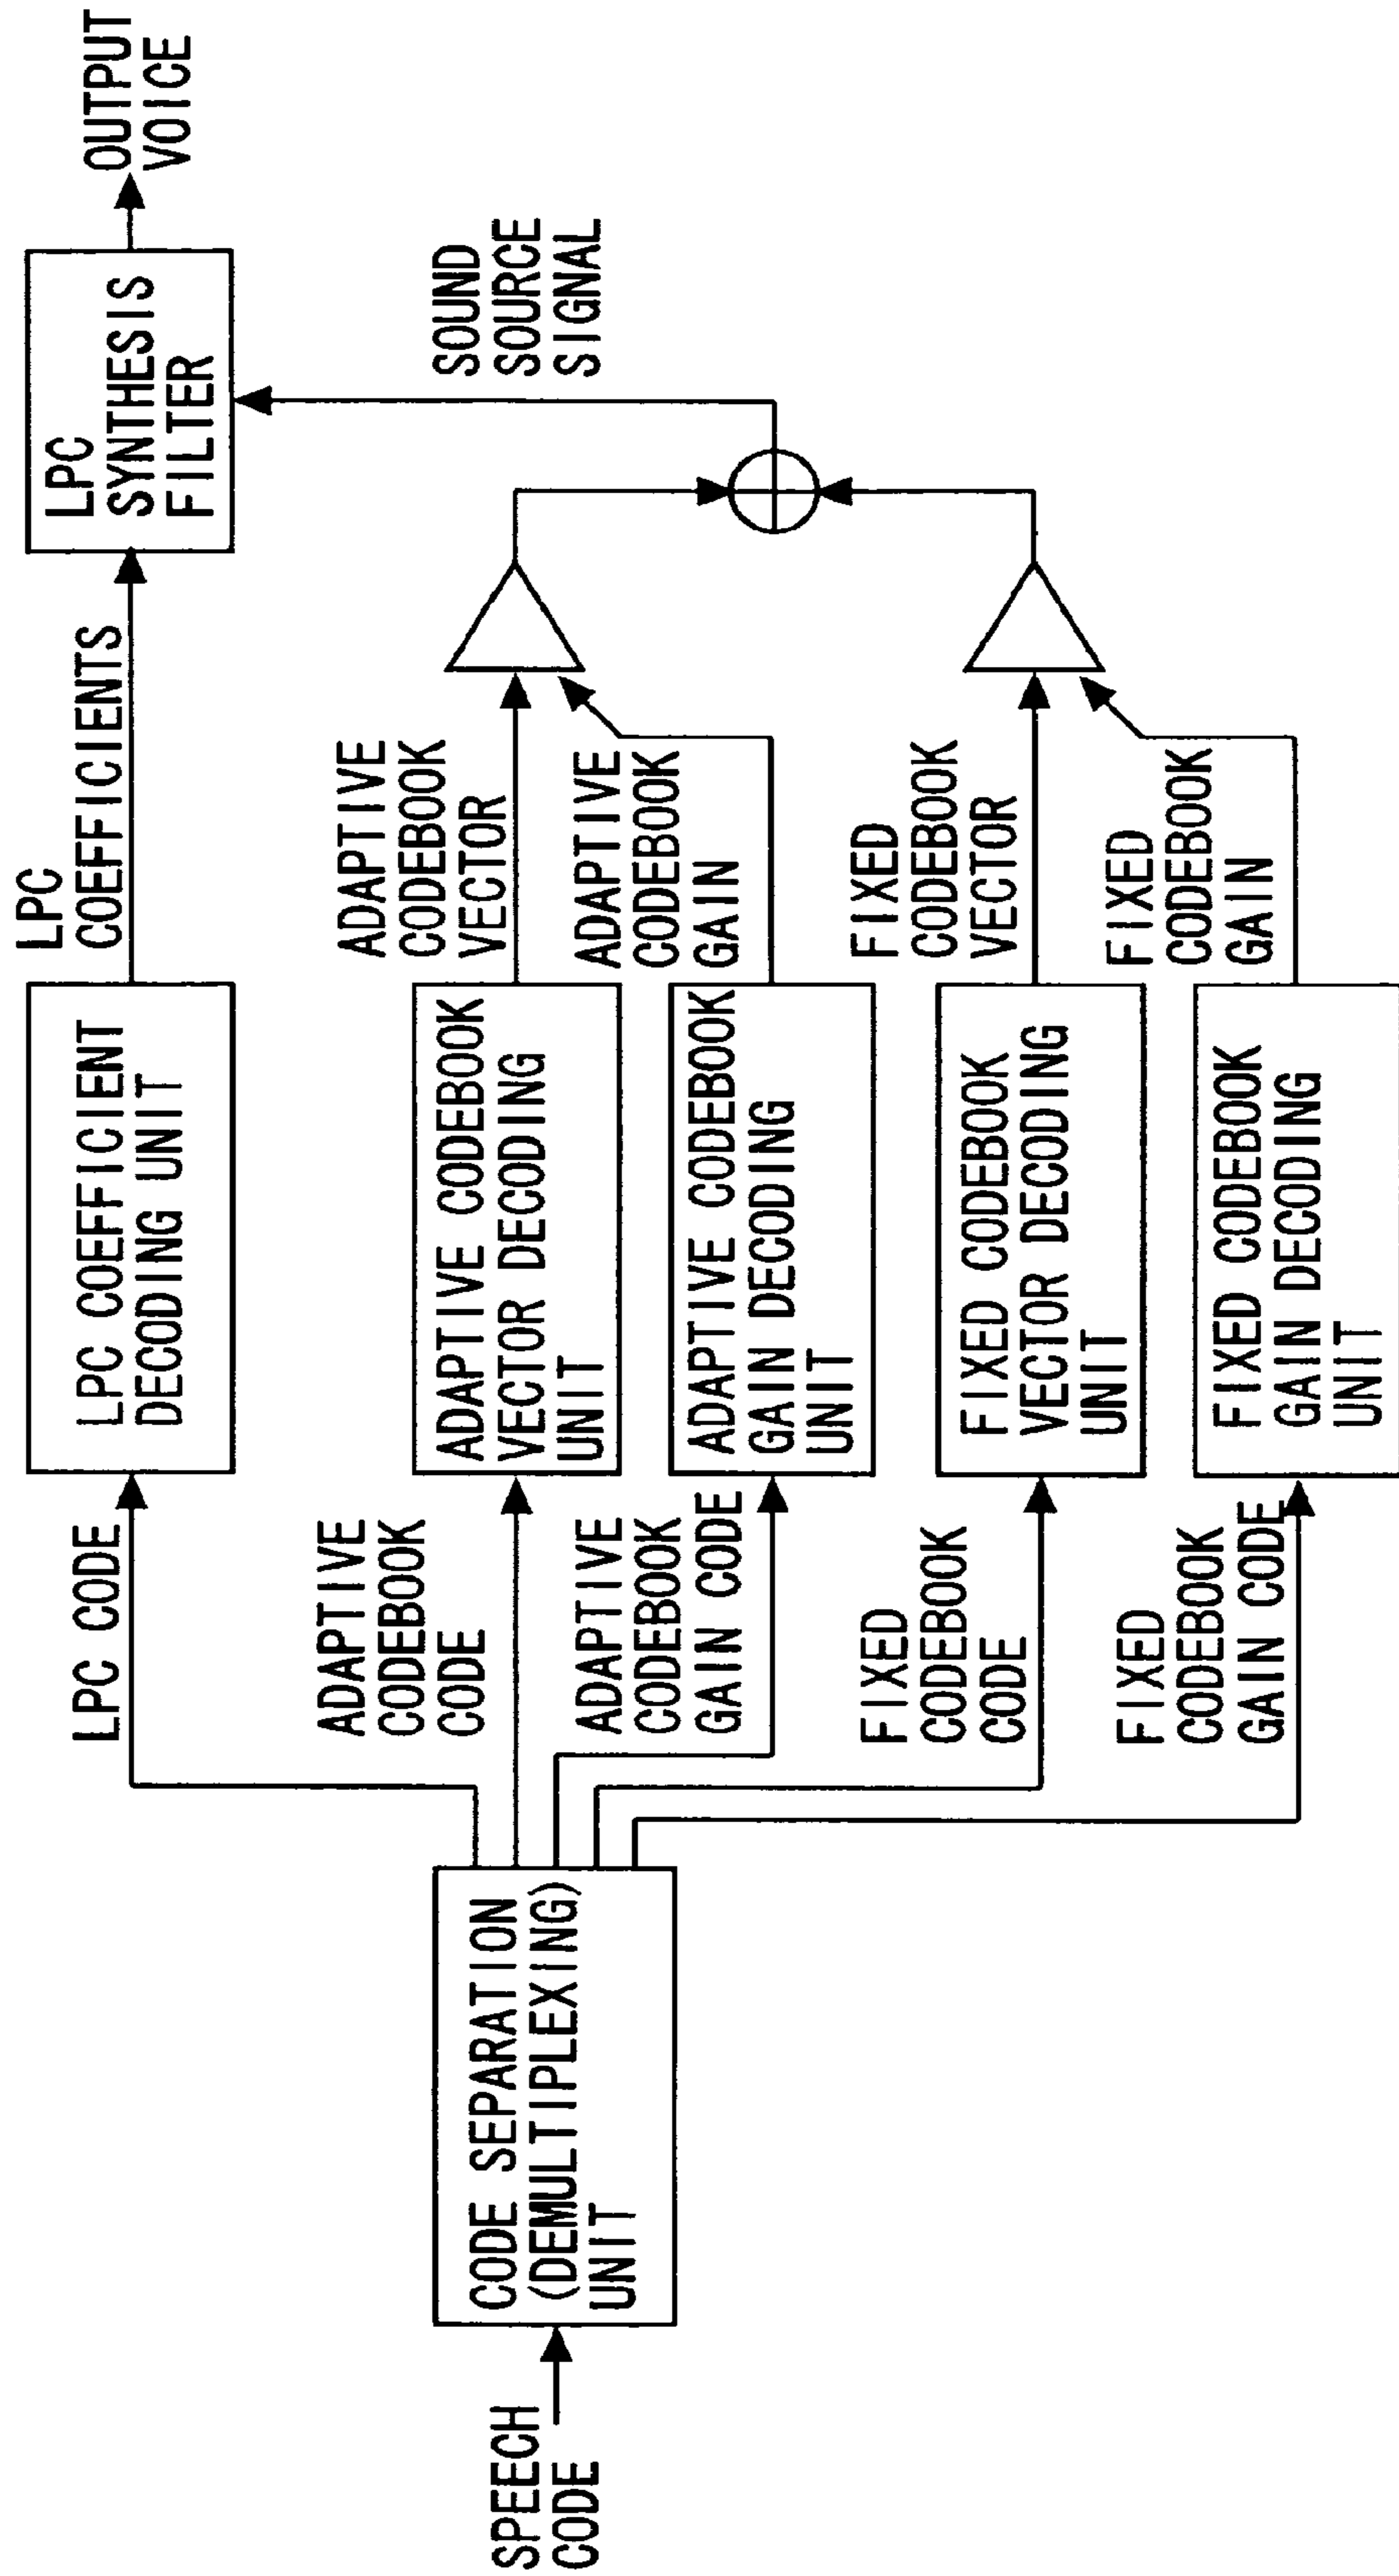 SPEECH
CODE
CODE SEPARATION
(DEMULTIPLEXING)
UNIT
LPC CODE
ADAPTIVE
CODEBOOK
CODE
ADAPTIVE
CODEBOOK
GAIN CODE
FIXED
CODEBOOK
CODE
FIXED
CODEBOOK
GAIN CODE
LPC COEFFICIENT
DECODING UNIT
ADAPTIVE CODEBOOK
VECTOR DECODING
UNIT
ADAPTIVE CODEBOOK
GAIN DECODING
UNIT
FIXED CODEBOOK
VECTOR DECODING
UNIT
FIXED CODEBOOK
GAIN DECODING
UNIT
LPC
COEFFICIENTS
ADAPTIVE
CODEBOOK
VECTOR
ADAPTIVE
CODEBOOK
GAIN
FIXED
CODEBOOK
VECTOR
FIXED
CODEBOOK
GAIN
LPC
SYNTHESIS
FILTER
SOUND
SOURCE
SIGNAL
OUTPUT
VOICE